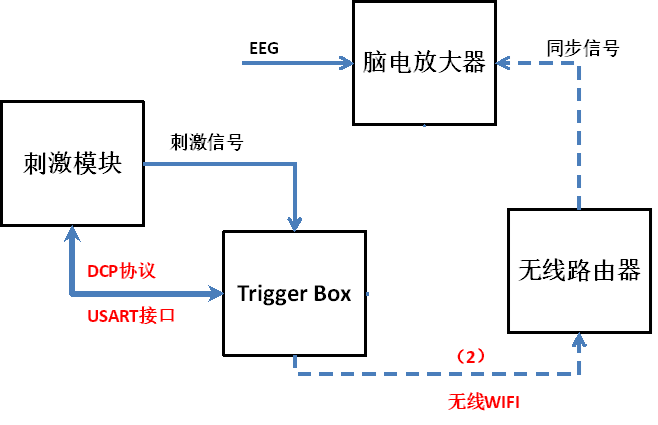 EEG
脑电放大器
同步信号
刺激模块
刺激信号
无线路由器
DCP协议
USART接口
Trigger Box
（2）
无线WIFI